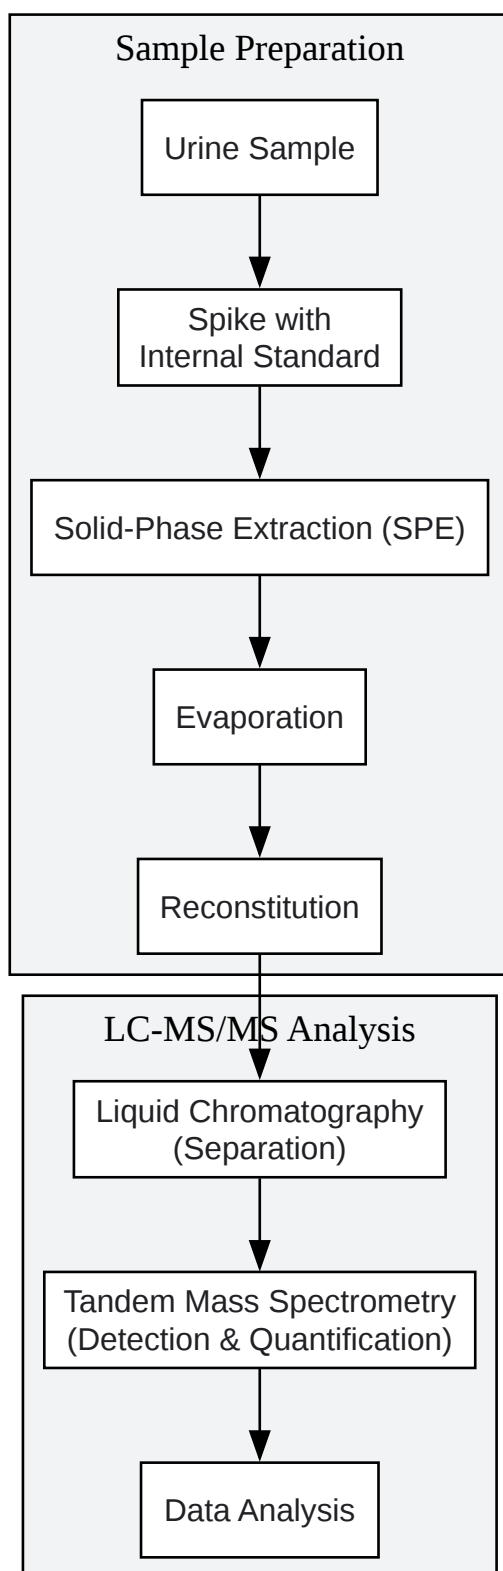 Sample Preparation
Urine Sample
Spike with
Internal Standard
Solid-Phase Extraction (SPE)
Evaporation
Reconstitution
LC-MS/MS Analysis
Liquid Chromatography
(Separation)
Tandem Mass Spectrometry
(Detection & Quantification)
Data Analysis